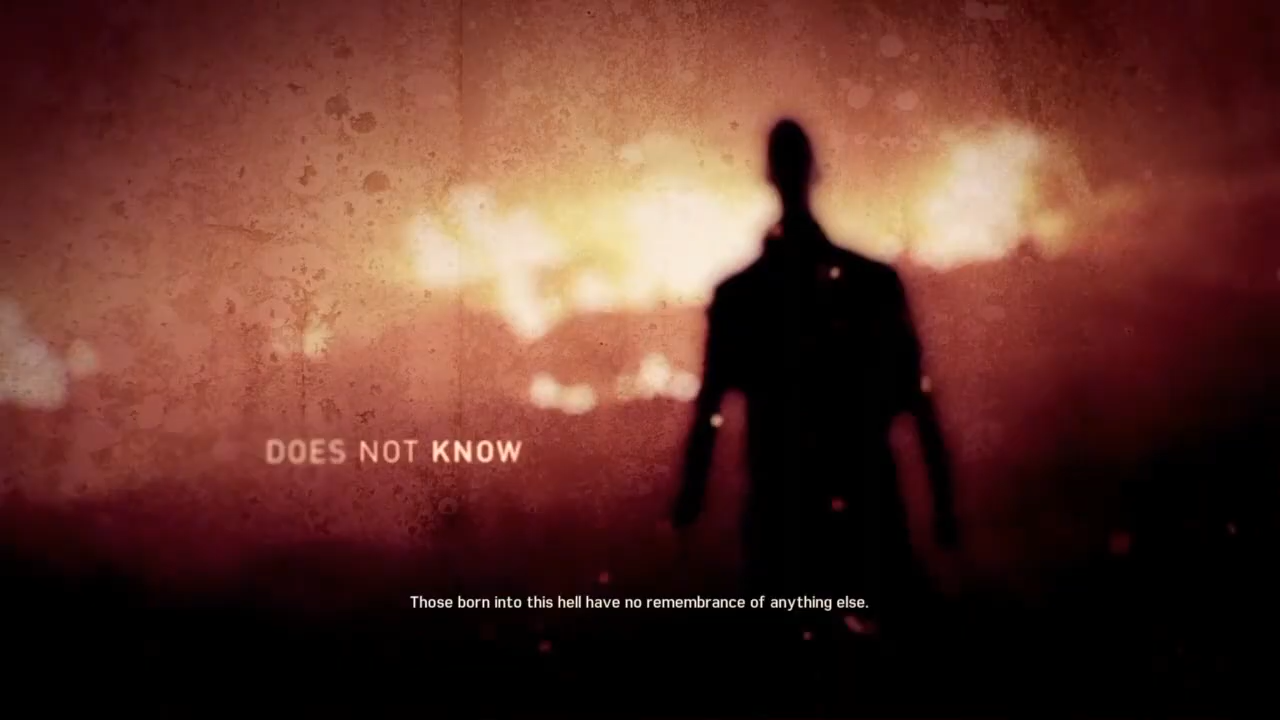 DOES NOT KNOW
Those born into this hell have no remembrance of anything else.